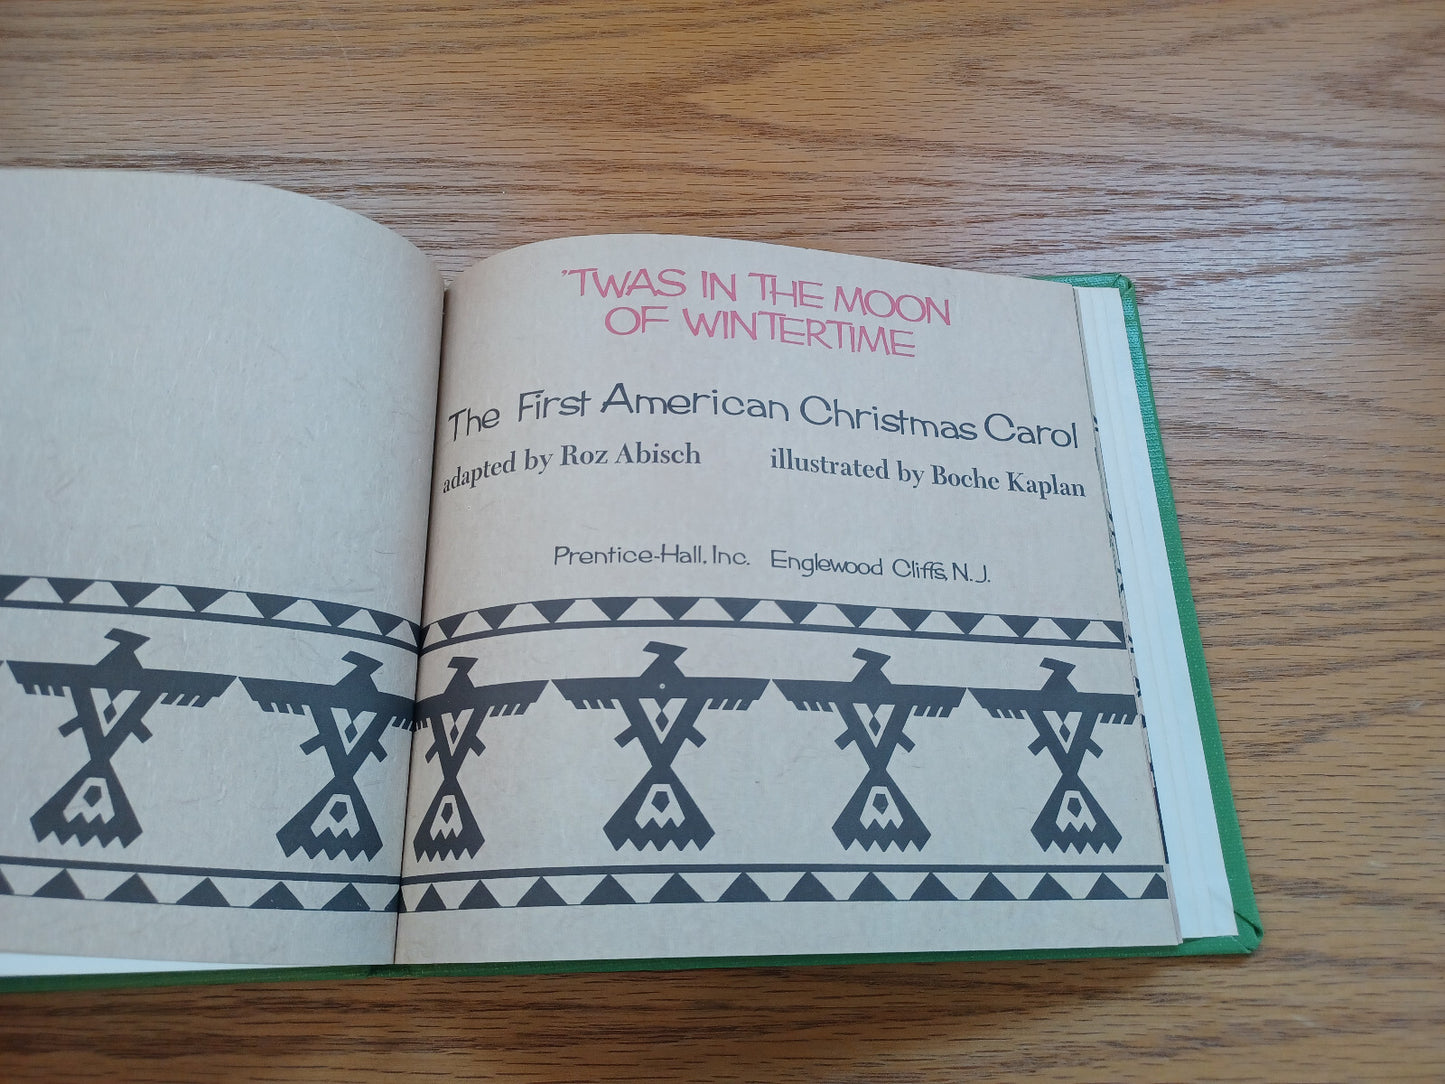 'TWAS IN THE MOON
OF WINTERTIME
The First American Christmas Carol
adapted by Roz Abisch illustrated by Boche Kaplan
Prentice-Hall, Inc. Englewood Cliffs, N.J.